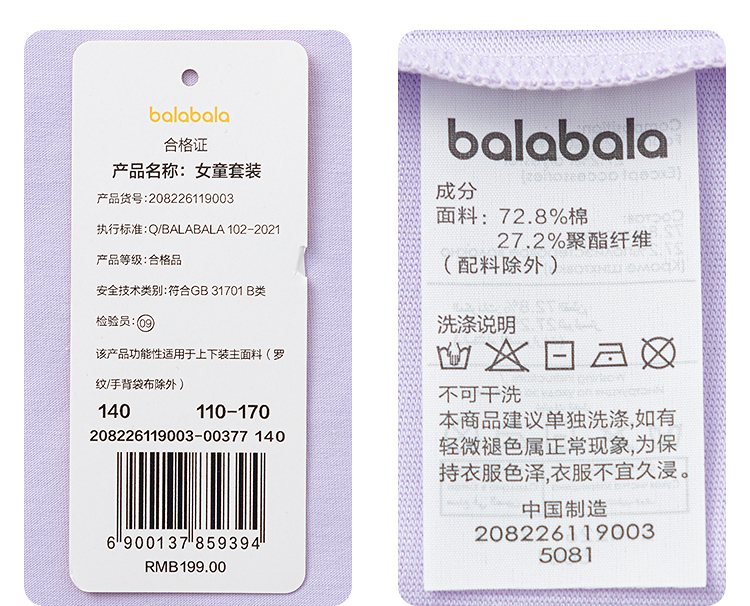 balabala
合格证
产品名称：女童套装
产品货号：208226119003
执行标准：Q/BALABALA 102-2021
产品等级：合格品
安全技术类别：符合GB 31701 B类
检验员：09
该产品功能性适用于上下装主面料（罗
纹/手背袋布除外）
140 110-170
208226119003-00377 140
6 900137 859394
RMB199.00
balabala
成分
面料：72.8%棉
27.2%聚酯纤维
（配料除外）
洗涤说明
不可干洗
本商品建议单独洗涤,如有
轻微褪色属正常现象,为保
持衣服色泽,衣服不宜久浸。
中国制造
208226119003
5081